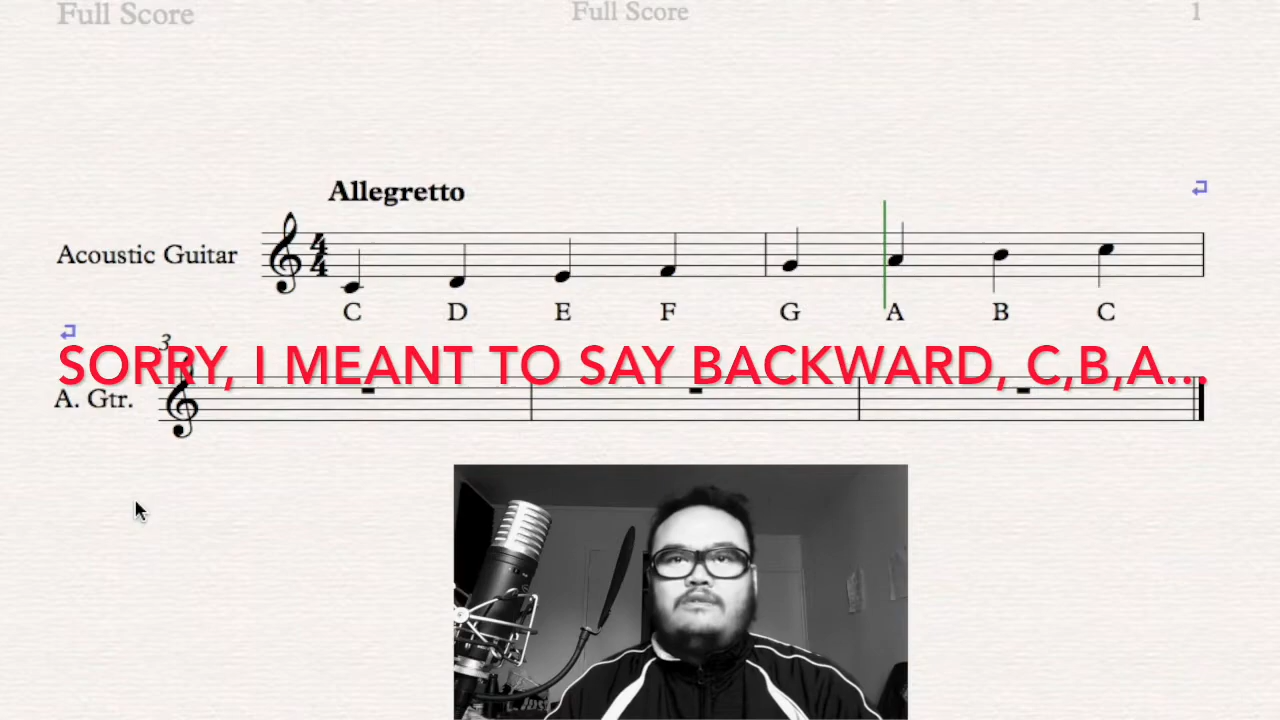 Full Score Full Score 1
Allegretto
Acoustic Guitar
C D E F G A B C
3
SORRY, I MEANT TO SAY BACKWARD, C,B,A...
A. Gtr.